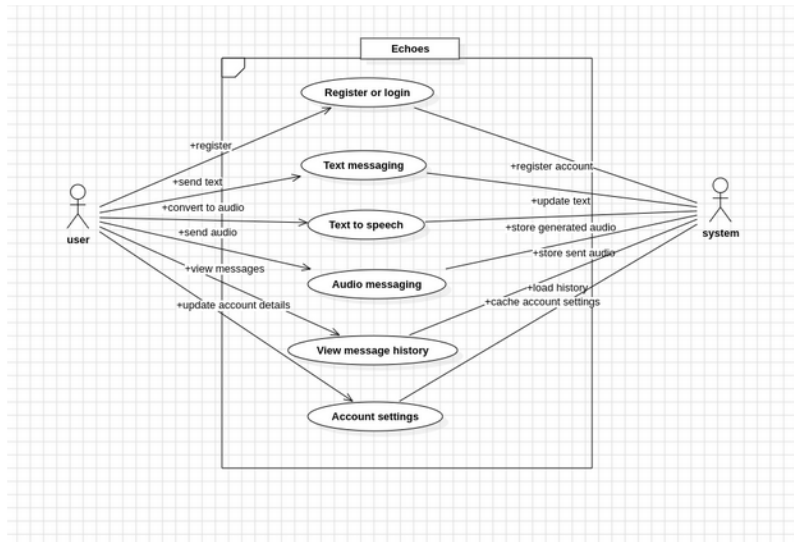 Echoes
Register or login
+register
+register account
Text messaging
+send text
+update text
+convert to audio
Text to speech
+store generated audio
user
system
+send audio
+store sent audio
+view messages
Audio messaging
+load history
+update account details
+cache account settings
View message history
Account settings